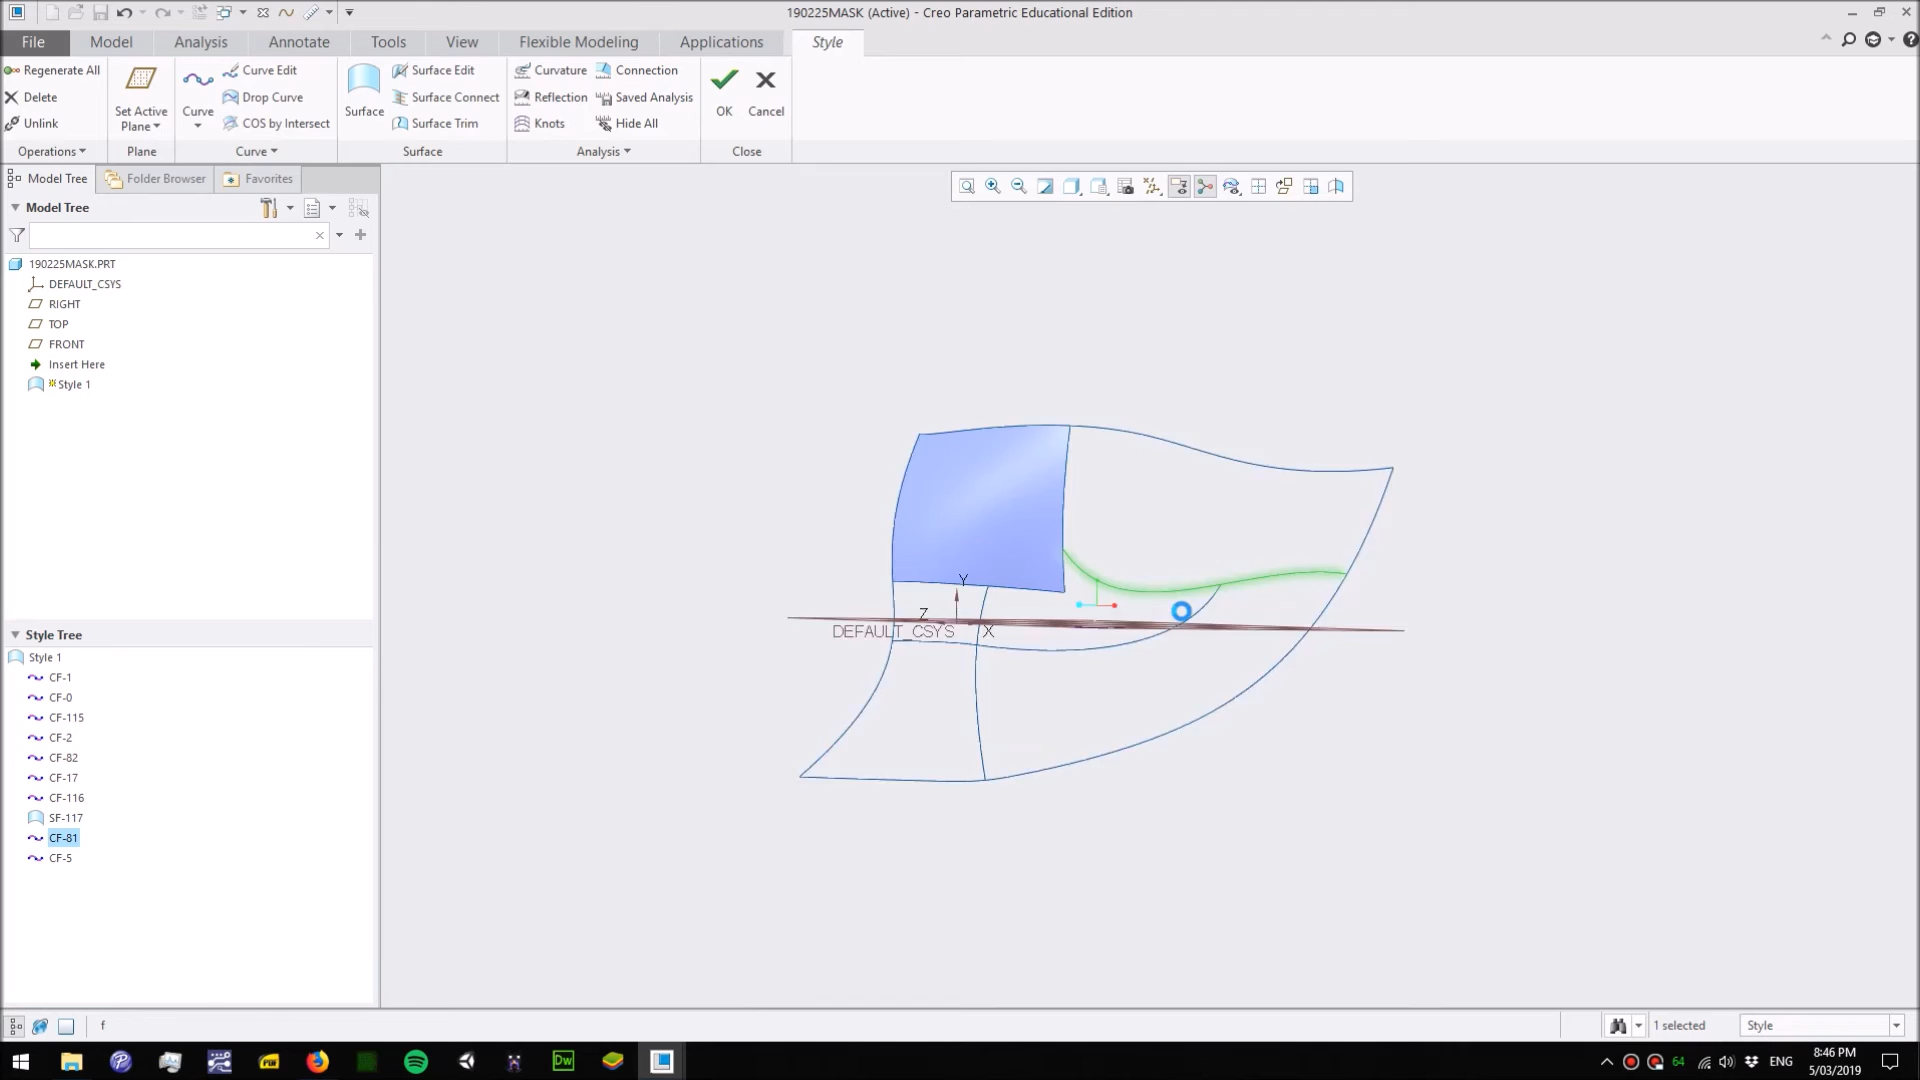 190225MASK (Active) - Creo Parametric Educational Edition
File Model Analysis Annotate Tools View Flexible Modeling Applications Style
Regenerate All
Delete
Unlink
Operations
Set Active
Plane
Plane
Curve
Curve Edit
Drop Curve
COS by Intersect
Curve
Surface
Surface Edit
Surface Connect
Surface Trim
Surface
Curvature
Reflection
Knots
Connection
Saved Analysis
Hide All
Analysis
OK
Cancel
Close
Model Tree Folder Browser Favorites
Model Tree
190225MASK.PRT
DEFAULT_CSYS
RIGHT
TOP
FRONT
Insert Here
Style 1
Style Tree
Style 1
CF-1
CF-0
CF-115
CF-2
CF-82
CF-17
CF-116
SF-117
CF-81
CF-5
Y
Z
DEFAULT_CSYS X
f
1 selected
Style
Dw
64
ENG
8:46 PM
5/03/2019